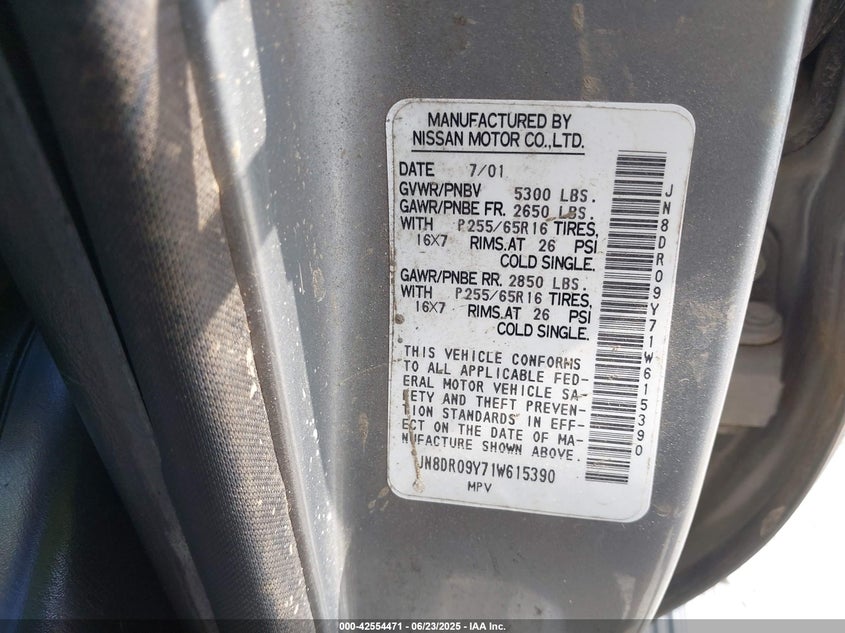 MANUFACTURED BY
NISSAN MOTOR CO.,LTD.
DATE 7/01
GVWR/PNBV 5300 LBS.
GAWR/PNBE FR. 2650 LBS.
WITH P255/65R16 TIRES,
16X7 RIMS.AT 26 PSI
COLD SINGLE.
GAWR/PNBE RR. 2850 LBS.
WITH P255/65R16 TIRES,
16X7 RIMS.AT 26 PSI
COLD SINGLE.
THIS VEHICLE CONFORMS
TO ALL APPLICABLE FED-
ERAL MOTOR VEHICLE SA-
FETY AND THEFT PREVEN-
TION STANDARDS IN EFF-
ECT ON THE DATE OF MA-
NUFACTURE SHOWN ABOVE.
JN8DR09Y71W615390
MPV
JN8DR09Y71W615390
000-42554471 - 06/23/2025 - IAA Inc.